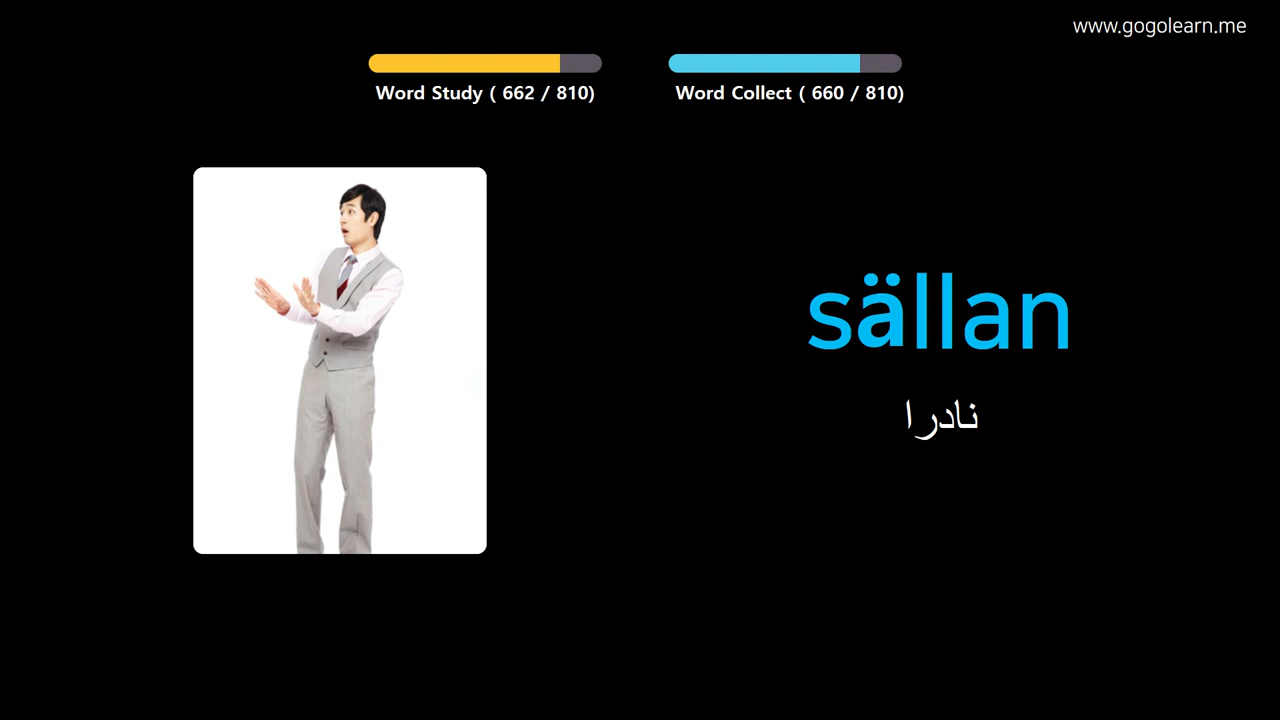 www.gogolearn.me
Word Study ( 662 / 810)
Word Collect ( 660 / 810)
sällan
نادرا